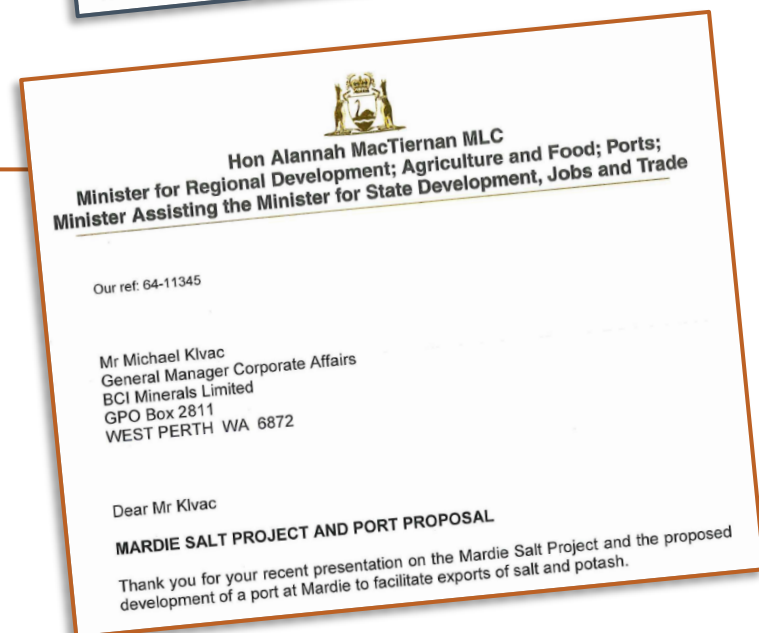 Hon Alannah MacTiernan MLC
Minister for Regional Development; Agriculture and Food; Ports;
Minister Assisting the Minister for State Development, Jobs and Trade
Our ref: 64-11345
Mr Michael Klvac
General Manager Corporate Affairs
BCI Minerals Limited
GPO Box 2811
WEST PERTH WA 6872
Dear Mr Klvac
MARDIE SALT PROJECT AND PORT PROPOSAL
Thank you for your recent presentation on the Mardie Salt Project and the proposed
development of a port at Mardie to facilitate exports of salt and potash.